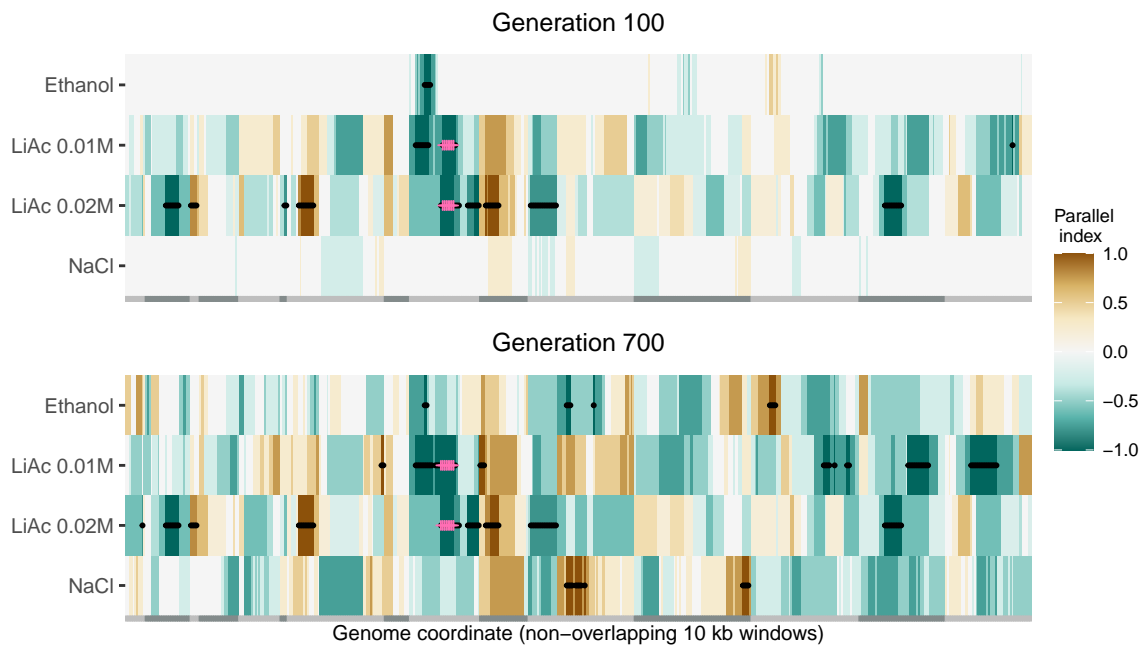 Generation 100
Ethanol
LiAc 0.01M
LiAc 0.02M
NaCl
Parallel
index
1.0
0.5
0.0
−0.5
−1.0
Generation 700
Ethanol
LiAc 0.01M
LiAc 0.02M
NaCl
Genome coordinate (non−overlapping 10 kb windows)